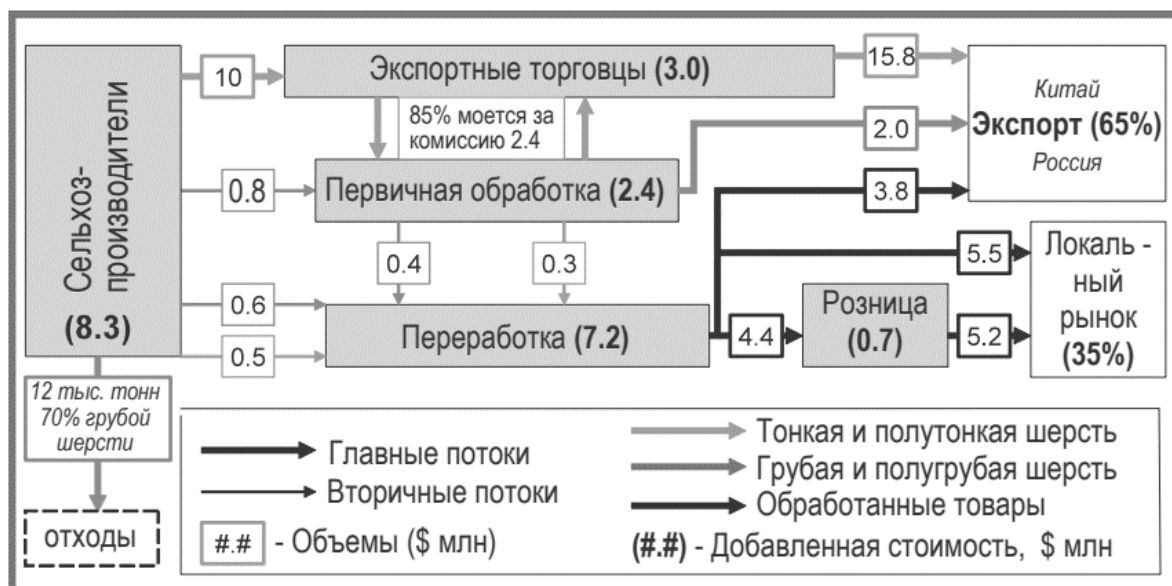 Сельхоз-
производители
(8.3)
10
Экспортные торговцы (3.0)
15.8
85% моется за
комиссию 2.4
Китай
Экспорт (65%)
Россия
2.0
0.8
Первичная обработка (2.4)
3.8
0.4
0.3
5.5
Локаль -
ный
рынок
(35%)
0.6
0.5
Переработка (7.2)
4.4
Розница
(0.7)
5.2
12 тыс. тонн
70% грубой
шерсти
отходы
Главные потоки
Вторичные потоки
#.# - Объемы ($ млн)
Тонкая и полутонкая шерсть
Грубая и полугрубая шерсть
Обработанные товары
(#.#) - Добавленная стоимость, $ млн